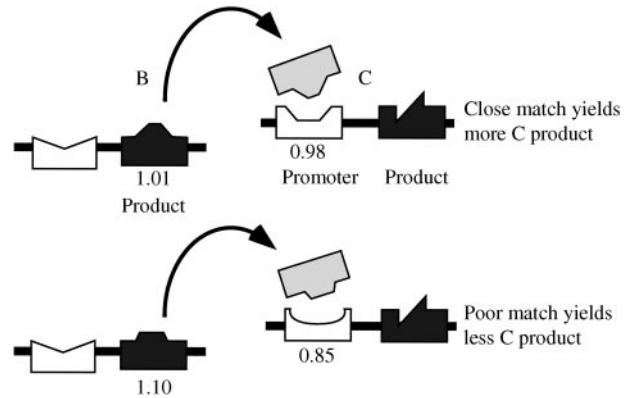 B
C
Close match yields
more C product
1.01
0.98
Product
Promoter
Product
Poor match yields
less C product
1.10
0.85